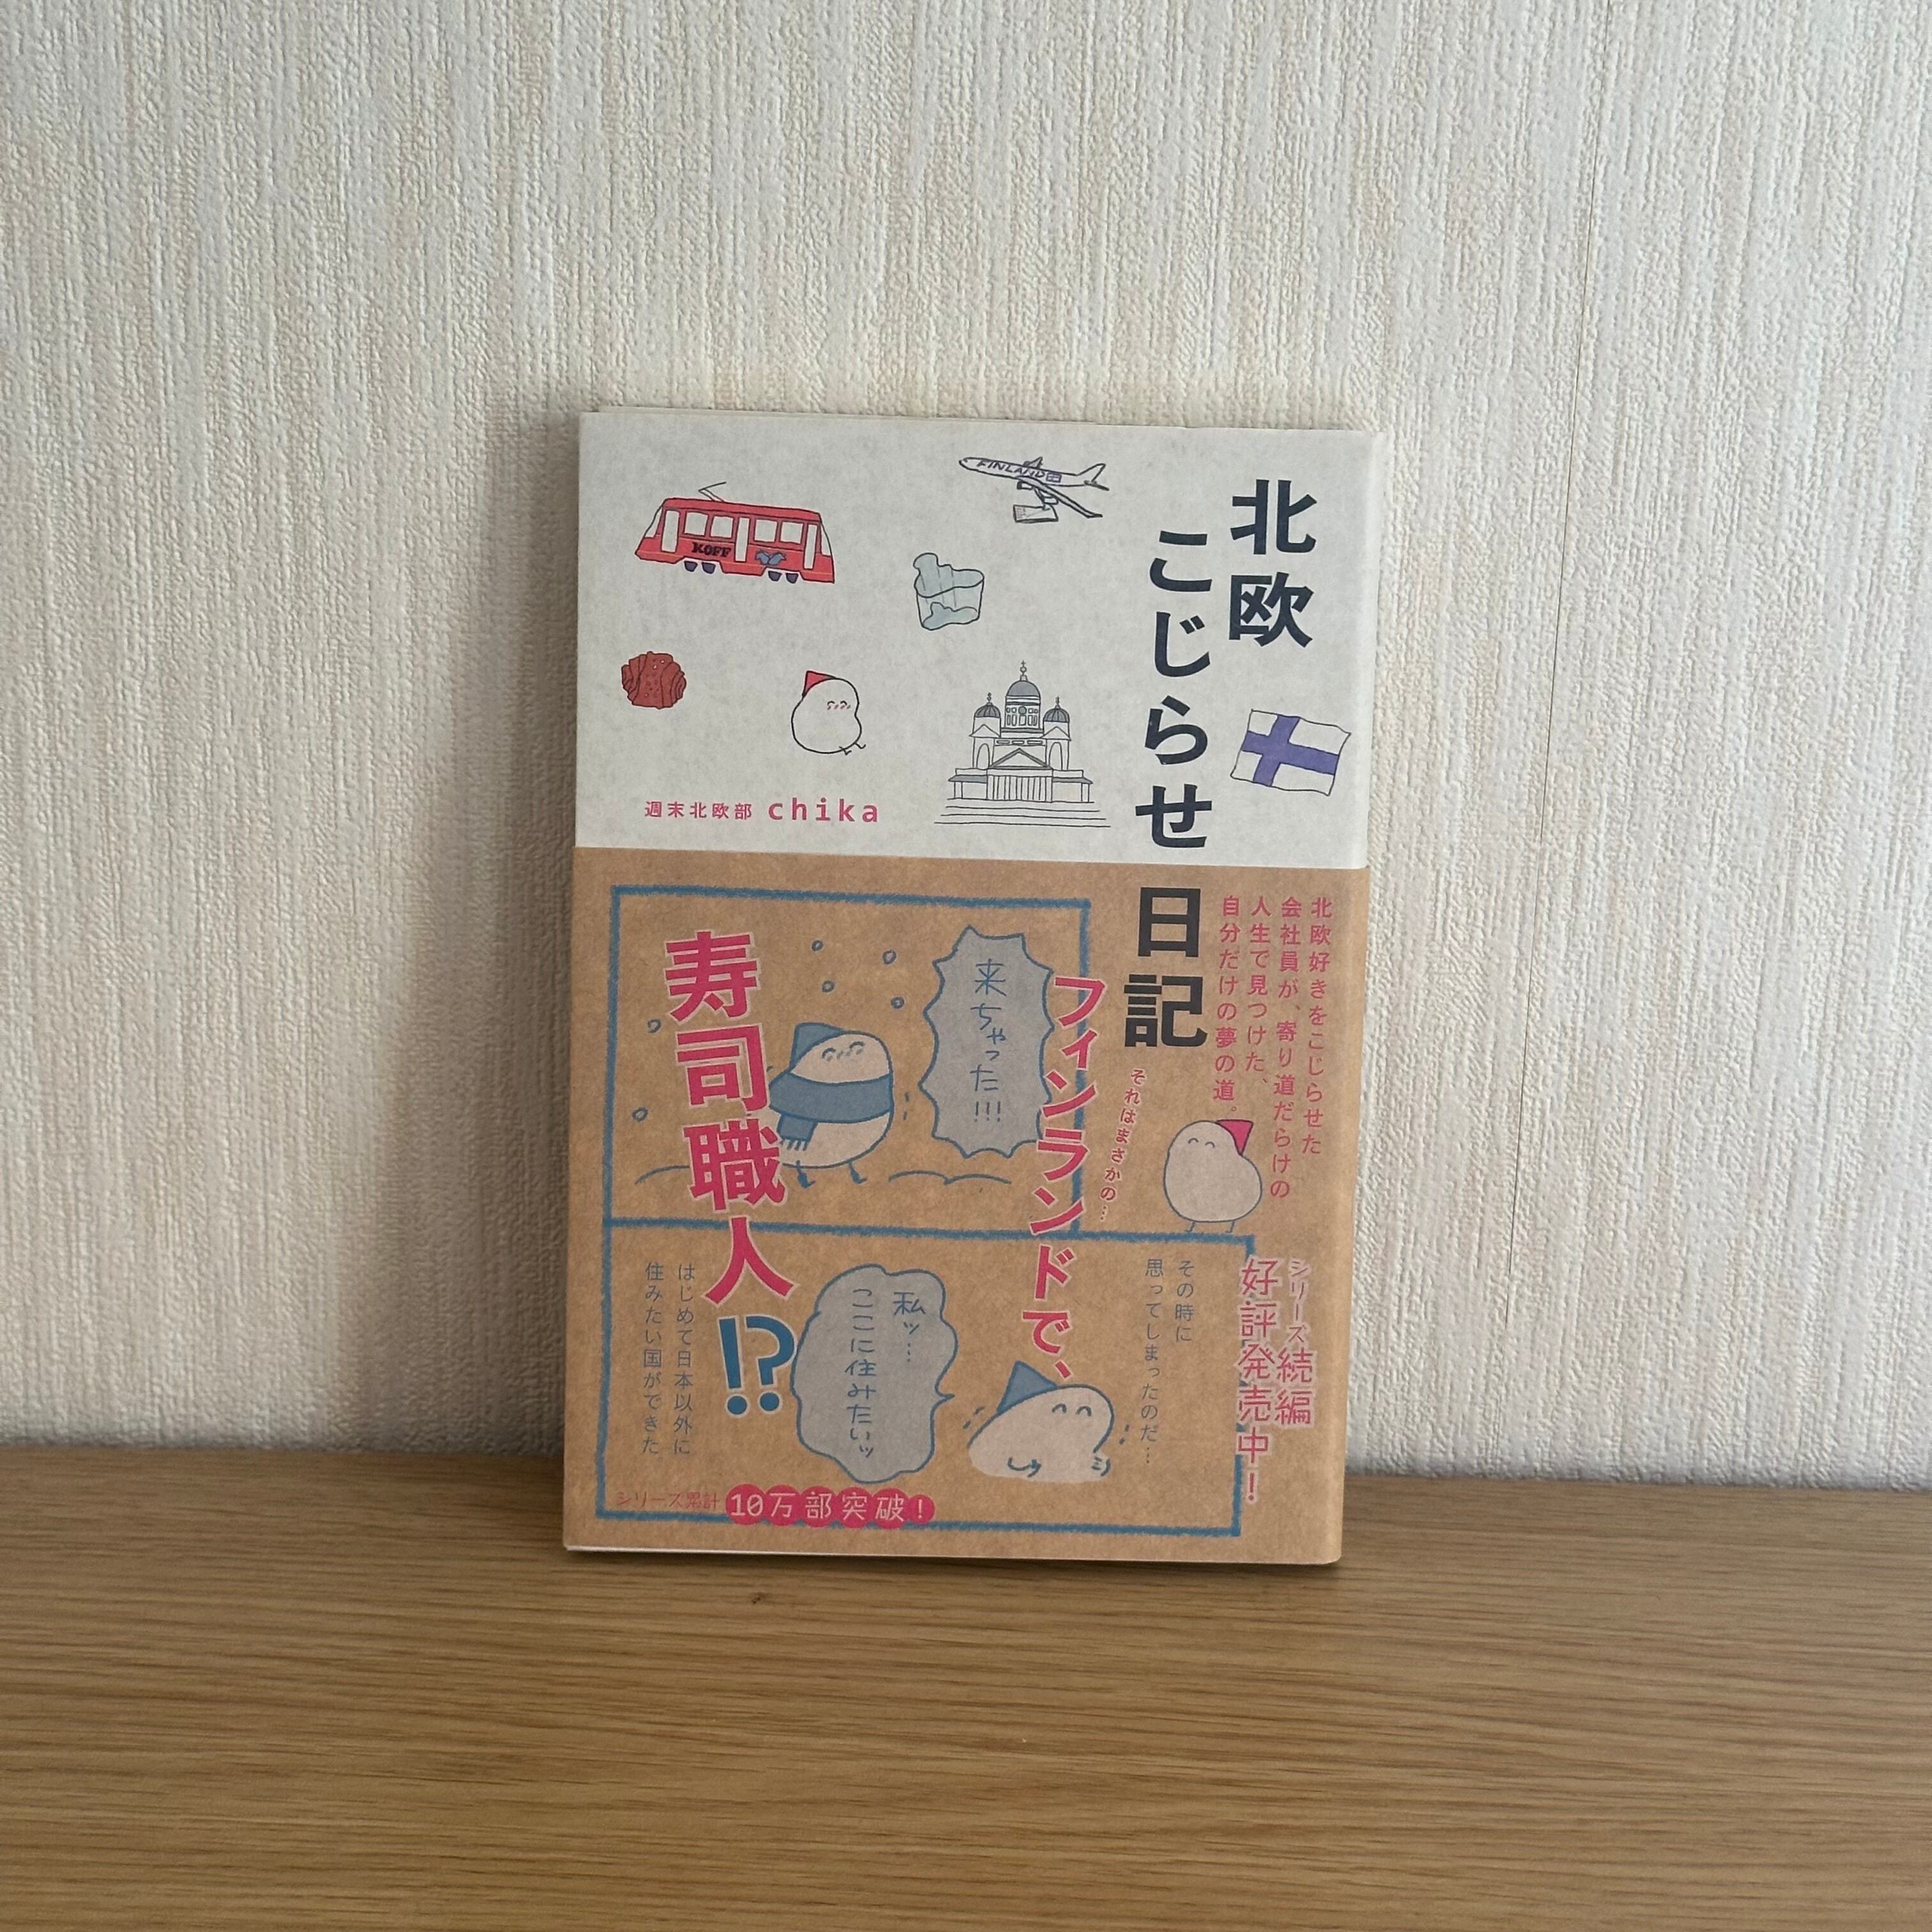 北欧
こじらせ
日記
FINLAND
KOFF
週末北欧部 chika
北欧好きをこじらせた
会社員が、寄り道だらけの
人生で見つけた、
自分だけの夢の道。
それはまさかの…
フィンランドで、
寿司職人
!?
来ちゃった!!!
その時に
思ってしまったのだ…
私ッ…
ここに住みたいッ
はじめて日本以外に
住みたい国ができた。
シリーズ続編
好評発売中!
シリーズ累計10万部突破!